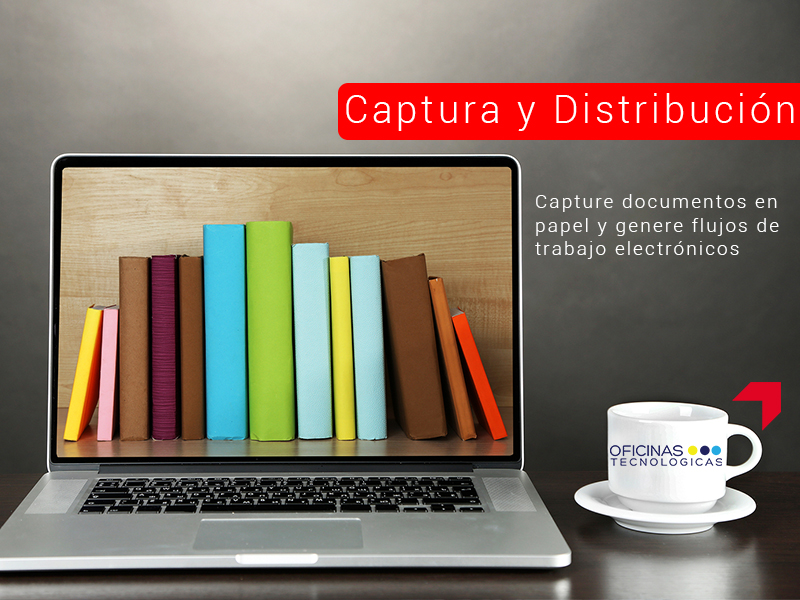 Captura y Distribución
Capture documentos en
papel y genere flujos de
trabajo electrónicos
OFICINAS
TECNOLOGICAS